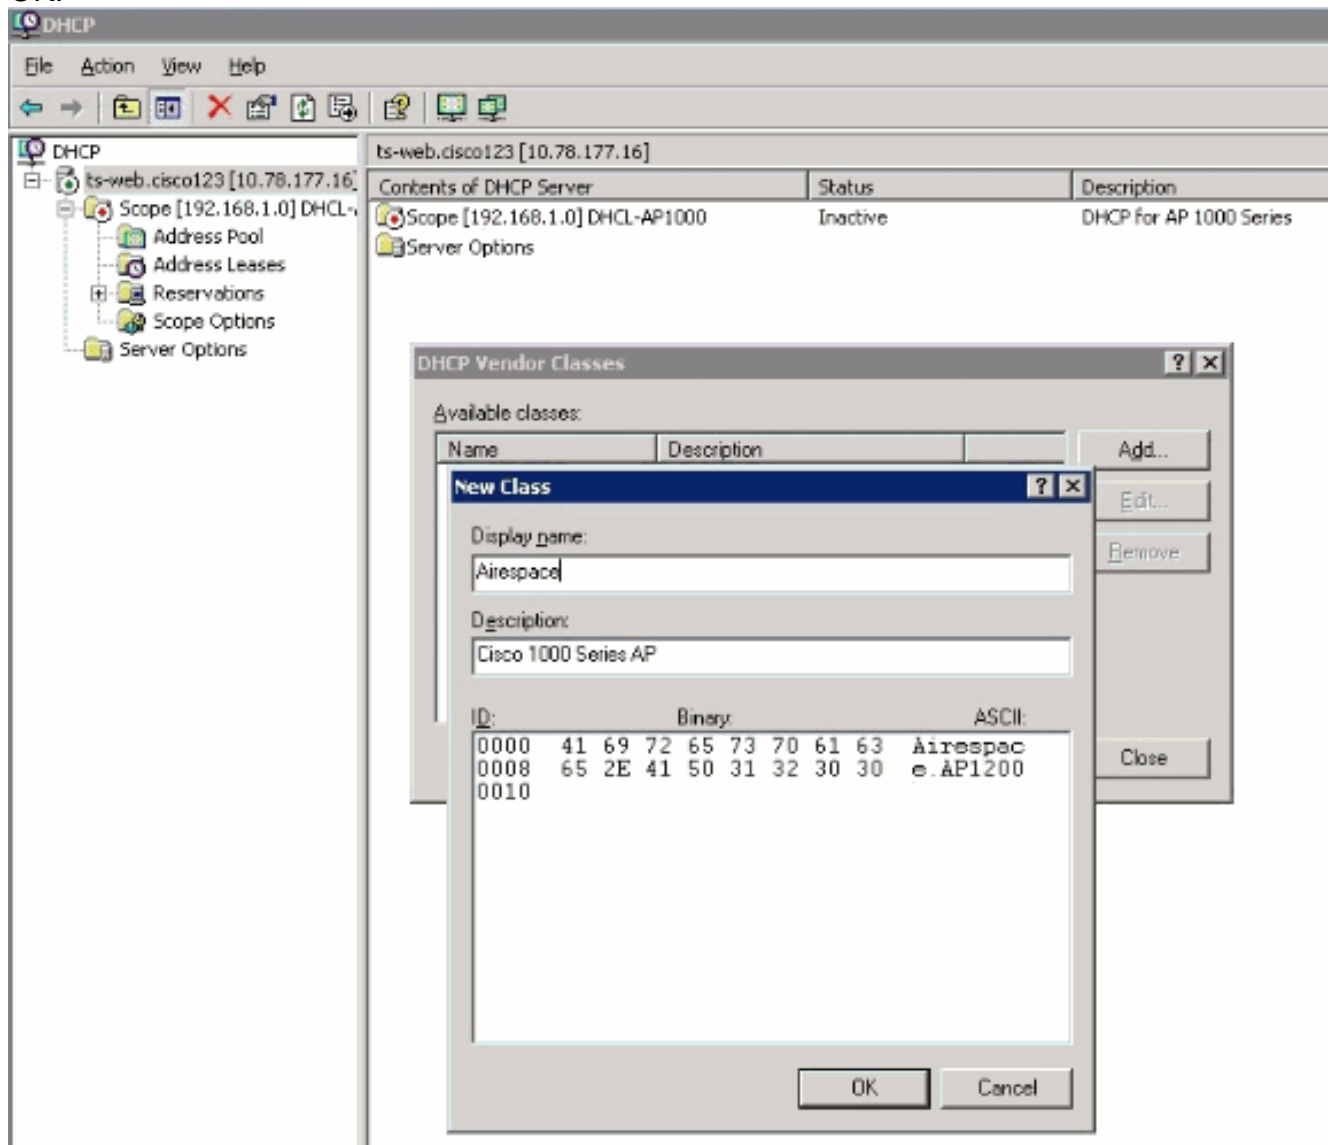 DHCP
File Action View Help
DHCP
ts-web.cisco123 [10.78.177.16]
ts-web.cisco123 [10.78.177.16]
Contents of DHCP Server Status Description
Scope [192.168.1.0] DHCL-
Scope [192.168.1.0] DHCL-AP1000 Inactive DHCP for AP 1000 Series
Address Pool
Server Options
Address Leases
Reservations
Scope Options
Server Options
DHCP Vendor Classes
Available classes:
Name Description
Add...
New Class
Edit...
Display name:
Remove
Airespace
Description:
Cisco 1000 Series AP
ID: Binary: ASCII:
0000 41 69 72 65 73 70 61 63 Airespac
0008 65 2E 41 50 31 32 30 30 e.AP1200
0010
Close
OK Cancel